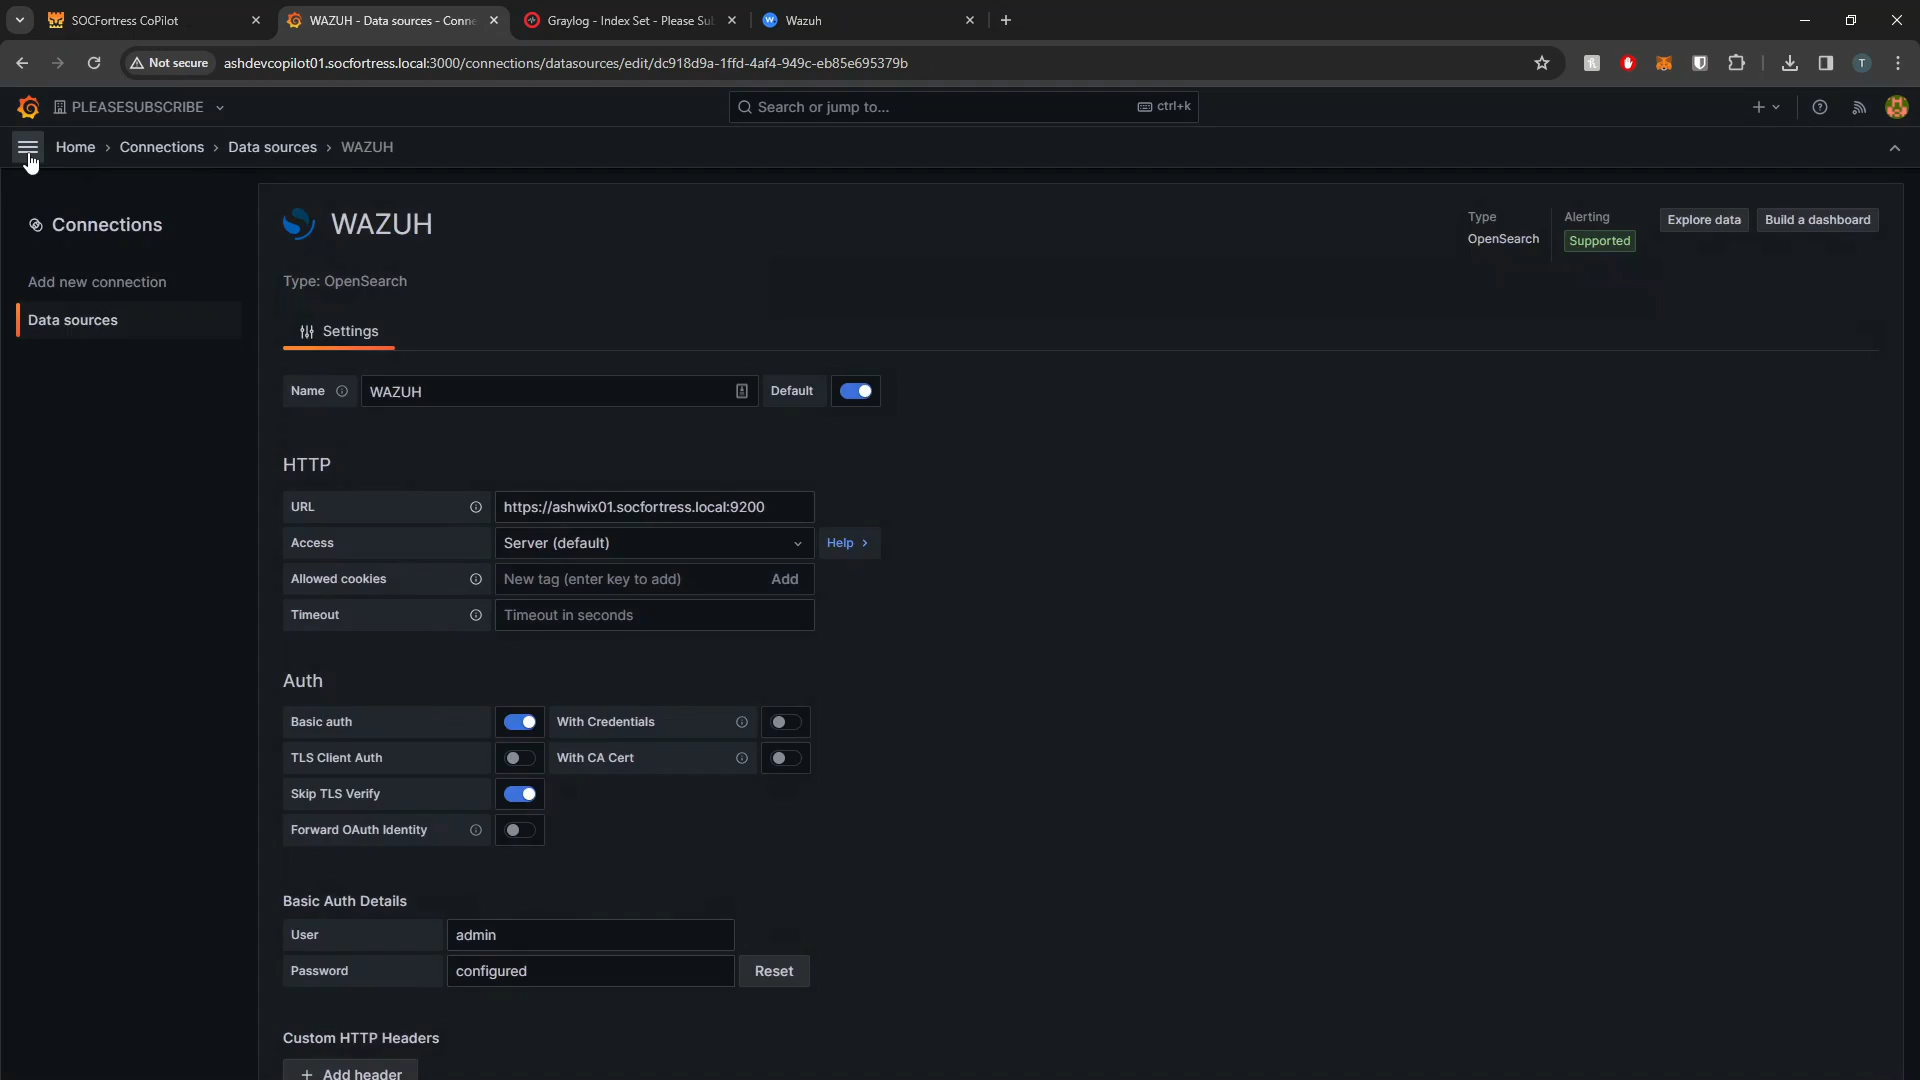 SOCFortress CoPilot
WAZUH - Data sources - Conne
Graylog - Index Set - Please Su
Wazuh
Not secure
ashdevcopilot01.socfortress.local:3000/connections/datasources/edit/dc918d9a-1ffd-4af4-949c-eb85e695379b
T
PLEASESUBSCRIBE
Search or jump to...
ctrl+k
Home
Connections
Data sources
WAZUH
Connections
Add new connection
Data sources
WAZUH
Type
OpenSearch
Alerting
Supported
Explore data
Build a dashboard
Type: OpenSearch
Settings
Name
WAZUH
Default
HTTP
URL
https://ashwix01.socfortress.local:9200
Access
Server (default)
Help
Allowed cookies
New tag (enter key to add)
Add
Timeout
Timeout in seconds
Auth
Basic auth
With Credentials
TLS Client Auth
With CA Cert
Skip TLS Verify
Forward OAuth Identity
Basic Auth Details
User
admin
Password
configured
Reset
Custom HTTP Headers
Add header